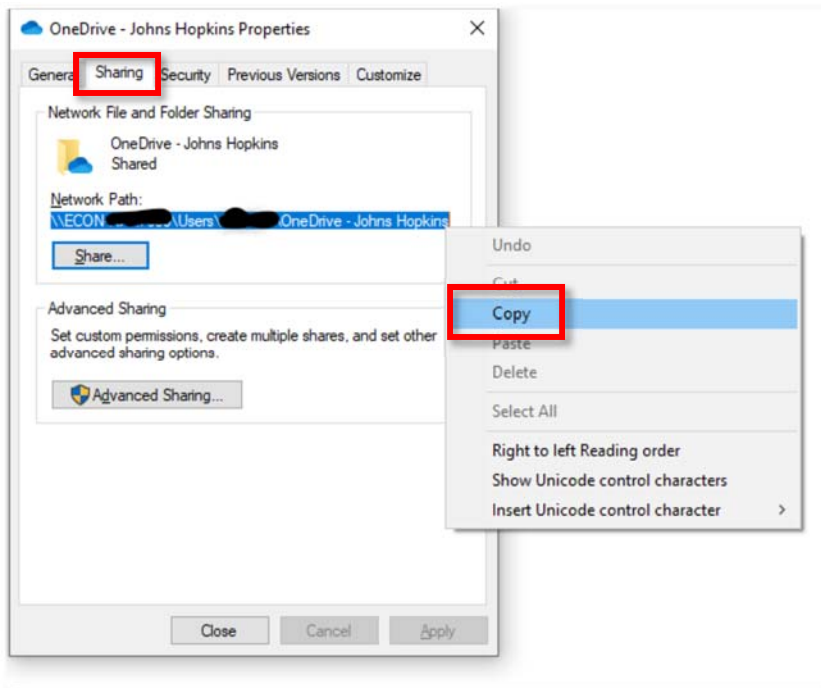 OneDrive - Johns Hopkins Properties
General Sharing Security Previous Versions Customize
Network File and Folder Sharing
OneDrive - Johns Hopkins
Shared
Network Path:
\\ECON \Users\ \OneDrive - Johns Hopkins
Share...
Advanced Sharing
Set custom permissions, create multiple shares, and set other
advanced sharing options.
Advanced Sharing...
Close Cancel Apply
Undo
Cut
Copy
Paste
Delete
Select All
Right to left Reading order
Show Unicode control characters
Insert Unicode control character